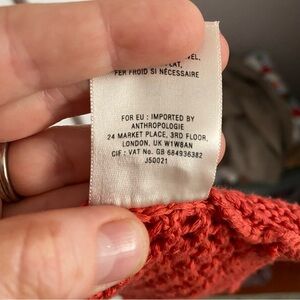 FER FROID SI NÉCESSAIRE
FOR EU : IMPORTED BY
ANTHROPOLOGIE
24 MARKET PLACE, 3RD FLOOR,
LONDON, UK W1W8AN
CIF : VAT No. GB 684936382
J50021